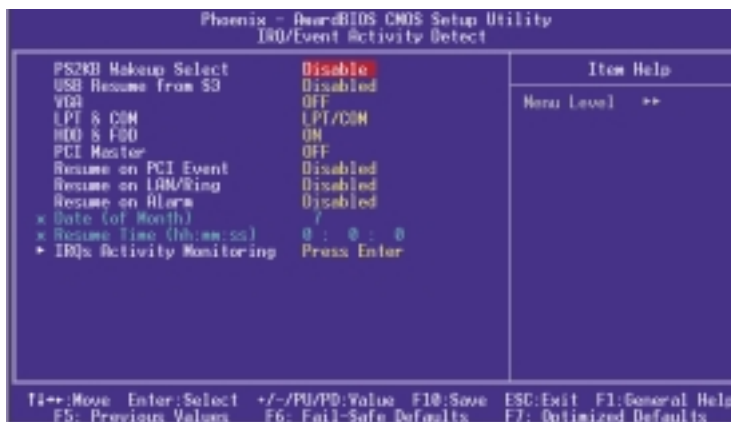 Phoenix - AwardBIOS CMOS Setup Utility
IRQ/Event Activity Detect
PS2KB Wakeup Select Disable
USB Resume from S3 Disabled
VGA OFF
LPT & COM LPT/COM
HDD & FDD ON
PCI Master OFF
Resume on PCI Event Disabled
Resume on LAN/Ring Disabled
Resume on Alarm Disabled
x Date (of Month) 7
x Resume Time (hh:mm:ss) 0 : 0 : 0
► IRQs Activity Monitoring Press Enter
Item Help
Menu Level ►►
↑↓→←:Move Enter:Select +/-/PU/PD:Value F10:Save ESC:Exit F1:General Help
F5: Previous Values F6: Fail-Safe Defaults F7: Optimized Defaults